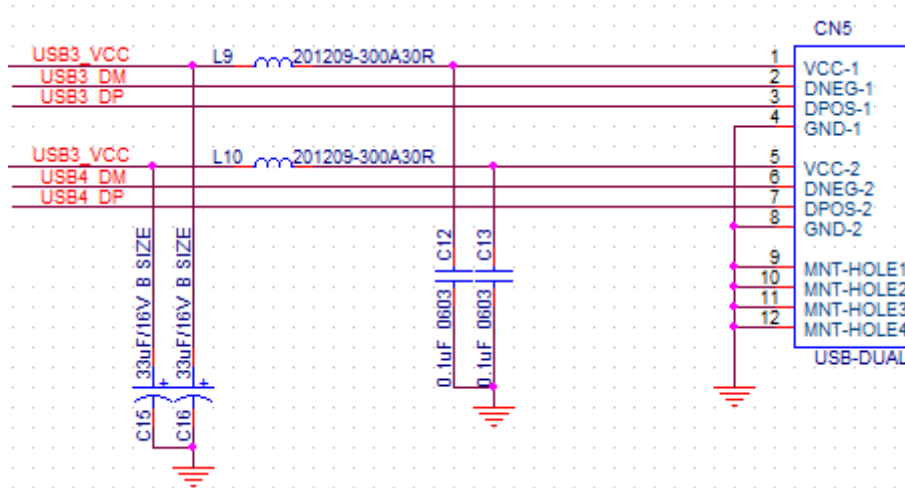 CN5
USB3_VCC
L9
201209-300A30R
1
VCC-1
USB3_DM
2
DNEG-1
USB3_DP
3
DPOS-1
4
GND-1
USB3_VCC
L10
201209-300A30R
5
VCC-2
USB4_DM
6
DNEG-2
USB4_DP
7
DPOS-2
8
GND-2
9
MNT-HOLE1
10
MNT-HOLE2
11
MNT-HOLE3
12
MNT-HOLE4
USB-DUAL
33uF/16V B SIZE
C15
33uF/16V B SIZE
C16
+
+
C12
0.1uF 0603
C13
0.1uF 0603